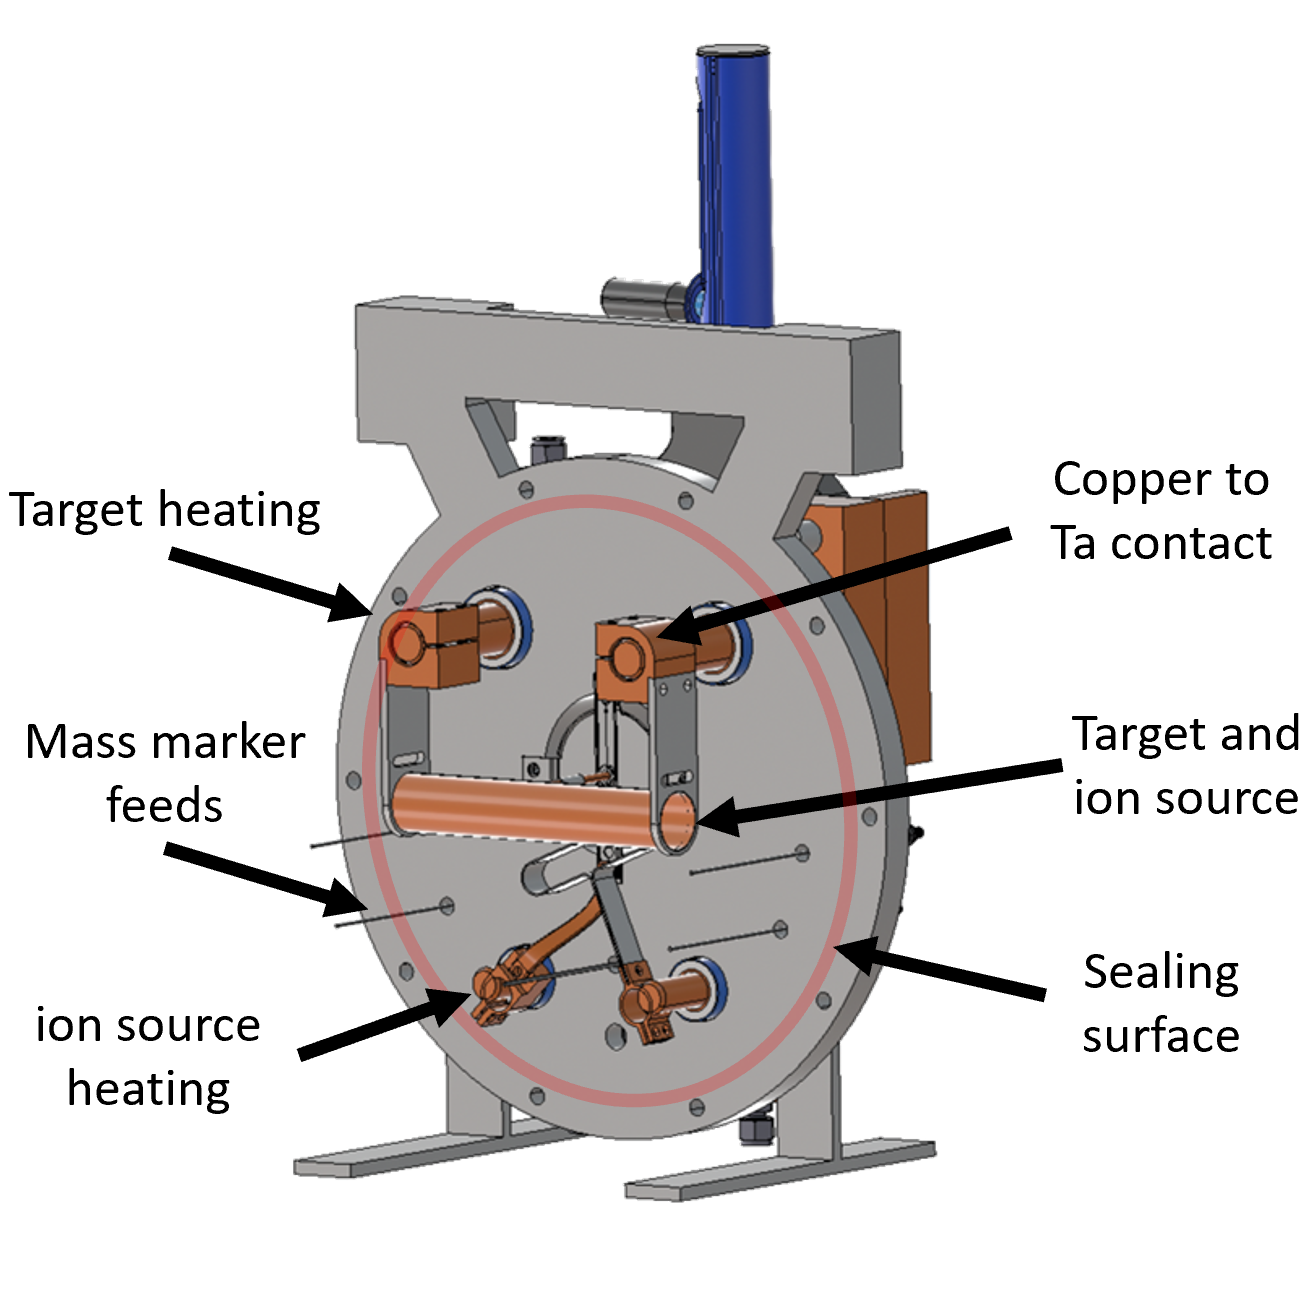 Target heating
Mass marker
feeds
ion source
heating
Copper to
Ta contact
Target and
ion source
Sealing
surface